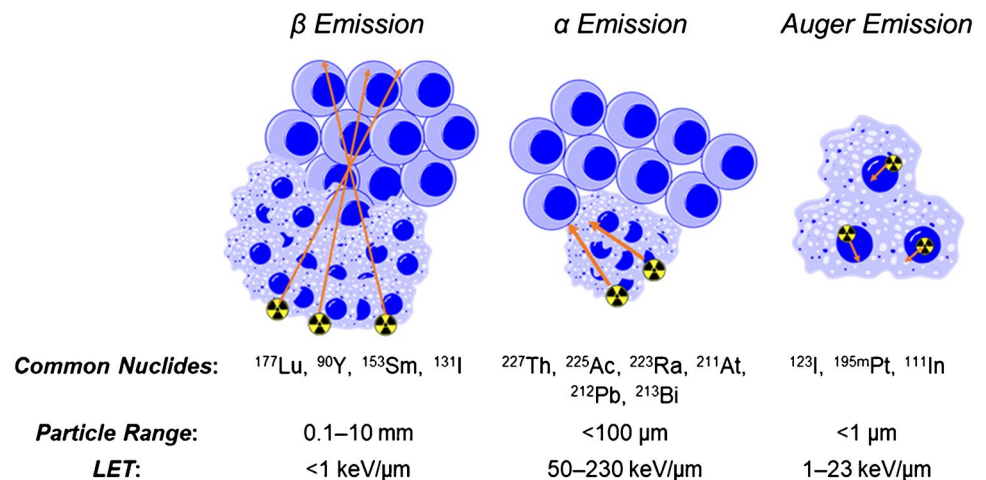 β Emission α Emission Auger Emission
Common Nuclides: ¹⁷⁷Lu, ⁹⁰Y, ¹⁵³Sm, ¹³¹I ²²⁷Th, ²²⁵Ac, ²²³Ra, ²¹¹At, ¹²³I, ¹⁹⁵ᵐPt, ¹¹¹In
²¹²Pb, ²¹³Bi
Particle Range: 0.1–10 mm <100 µm <1 µm
LET: <1 keV/µm 50–230 keV/µm 1–23 keV/µm